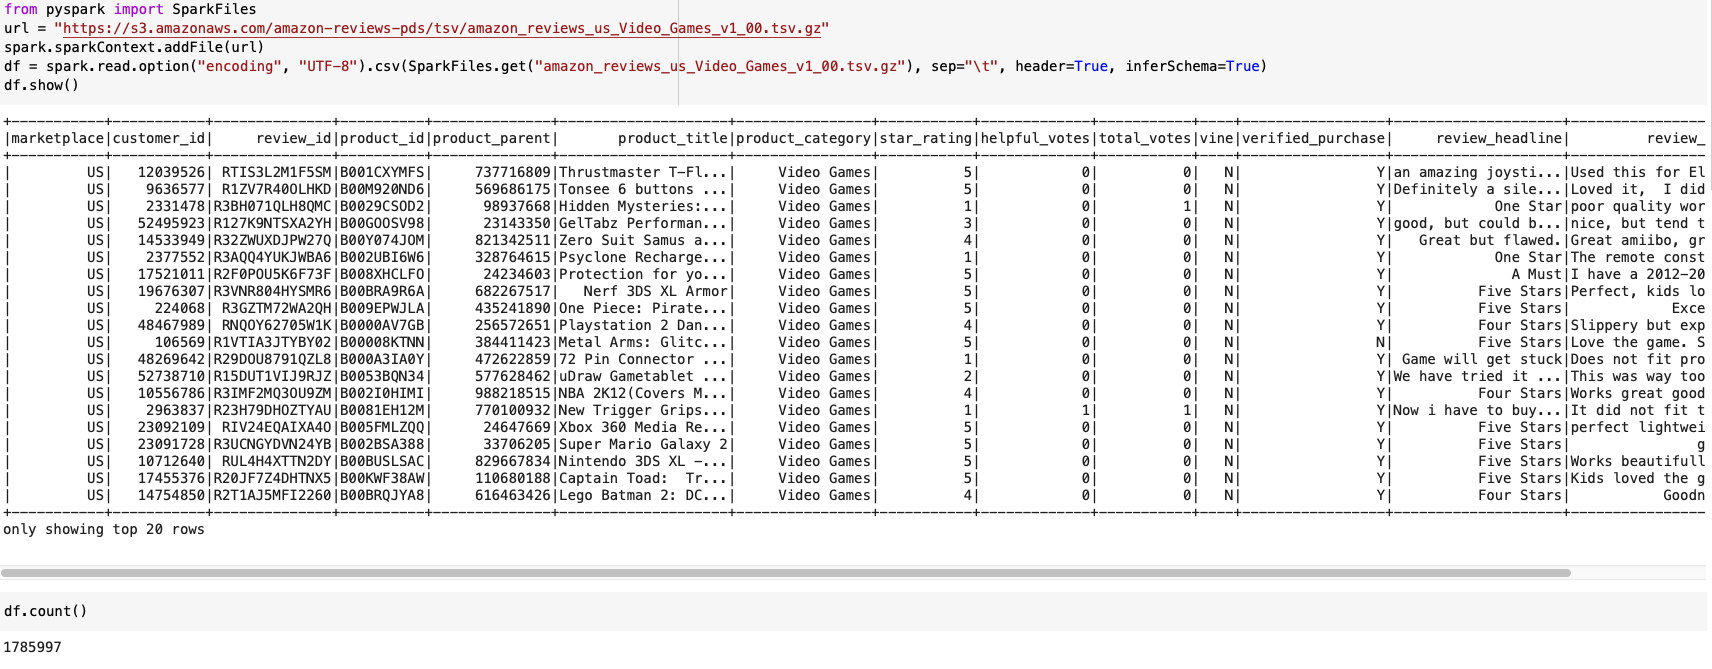 from pyspark import SparkFiles
url = "https://s3.amazonaws.com/amazon-reviews-pds/tsv/amazon_reviews_us_Video_Games_v1_00.tsv.gz"
spark.sparkContext.addFile(url)
df = spark.read.option("encoding", "UTF-8").csv(SparkFiles.get("amazon_reviews_us_Video_Games_v1_00.tsv.gz"), sep="\t", header=True, inferSchema=True)
df.show()
|marketplace|customer_id| review_id|product_id|product_parent| product_title|product_category|star_rating|helpful_votes|total_votes|vine|verified_purchase| review_headline| review_
| US| 12039526| RTIS3L2M1F5SM|B001CXYMFS| 737716809|Thrustmaster T-Fl...| Video Games| 5| 0| 0| N| Y|an amazing joysti...|Used this for El
| US| 9636577| R1ZV7R40OLHKD|B00M920ND6| 569686175|Tonsee 6 buttons ...| Video Games| 5| 0| 0| N| Y|Definitely a sile...|Loved it, I did
| US| 2331478|R3BH071QLH8QMC|B0029CSOD2| 98937668|Hidden Mysteries:...| Video Games| 1| 0| 1| N| Y| One Star|poor quality wor
| US| 52495923|R127K9NTSXA2YH|B00GOOSV98| 23143350|GelTabz Performan...| Video Games| 3| 0| 0| N| Y|good, but could b...|nice, but tend t
| US| 14533949|R32ZWUXDJPW27Q|B00Y074JOM| 821342511|Zero Suit Samus a...| Video Games| 4| 0| 0| N| Y| Great but flawed.|Great amiibo, gr
| US| 2377552|R3AQQ4YUKJWBA6|B002UBI6W6| 328764615|Psyclone Recharge...| Video Games| 1| 0| 0| N| Y| One Star|The remote const
| US| 17521011|R2F0POU5K6F73F|B008XHCLFO| 24234603|Protection for yo...| Video Games| 5| 0| 0| N| Y| A Must|I have a 2012-20
| US| 19676307|R3VNR804HYSMR6|B00BRA9R6A| 682267517| Nerf 3DS XL Armor| Video Games| 5| 0| 0| N| Y| Five Stars|Perfect, kids lo
| US| 224068| R3GZTM72WA2QH|B009EPWJLA| 435241890|One Piece: Pirate...| Video Games| 5| 0| 0| N| Y| Five Stars| Exce
| US| 48467989| RNQOY62705W1K|B0000AV7GB| 256572651|Playstation 2 Dan...| Video Games| 4| 0| 0| N| Y| Four Stars|Slippery but exp
| US| 106569|R1VTIA3JTYBY02|B00008KTNN| 384411423|Metal Arms: Glitc...| Video Games| 5| 0| 0| N| N| Five Stars|Love the game. S
| US| 48269642|R29DOU8791QZL8|B000A3IA0Y| 472622859|72 Pin Connector ...| Video Games| 1| 0| 0| N| Y| Game will get stuck|Does not fit pro
| US| 52738710|R15DUT1VIJ9RJZ|B0053BQN34| 577628462|uDraw Gametablet ...| Video Games| 2| 0| 0| N| Y|We have tried it ...|This was way too
| US| 10556786|R3IMF2MQ3OU9ZM|B002I0HIMI| 988218515|NBA 2K12(Covers M...| Video Games| 4| 0| 0| N| Y| Four Stars|Works great good
| US| 2963837|R23H79DHOZTYAU|B0081EH12M| 770100932|New Trigger Grips...| Video Games| 1| 1| 1| N| Y|Now i have to buy...|It did not fit t
| US| 23092109| RIV24EQAIXA4O|B005FMLZQQ| 24647669|Xbox 360 Media Re...| Video Games| 5| 0| 0| N| Y| Five Stars|perfect lightwei
| US| 23091728|R3UCNGYDVN24YB|B002BSA388| 33706205|Super Mario Galaxy 2| Video Games| 5| 0| 0| N| Y| Five Stars| g
| US| 10712640| RUL4H4XTTN2DY|B00BUSLSAC| 829667834|Nintendo 3DS XL -...| Video Games| 5| 0| 0| N| Y| Five Stars|Works beautifull
| US| 17455376|R20JF7Z4DHTNX5|B00KWF38AW| 110680188|Captain Toad: Tr...| Video Games| 5| 0| 0| N| Y| Five Stars|Kids loved the g
| US| 14754850|R2T1AJ5MFI2260|B00BRQJYA8| 616463426|Lego Batman 2: DC...| Video Games| 4| 0| 0| N| Y| Four Stars| Goodn
only showing top 20 rows
df.count()
1785997